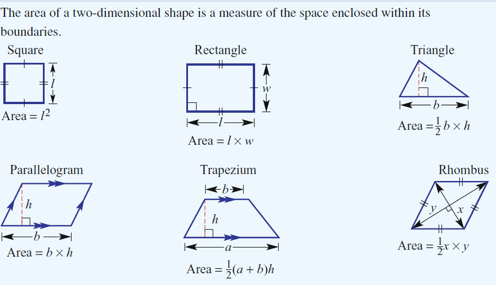 The area of a two-dimensional shape is a measure of the space enclosed within its
boundaries.
Square
l
Area = l²
Rectangle
w
l
Area = l × w
Triangle
h
b
Area = ½ b × h
Parallelogram
h
b
Area = b × h
Trapezium
b
h
a
Area = ½(a + b)h
Rhombus
y x
Area = ½x × y